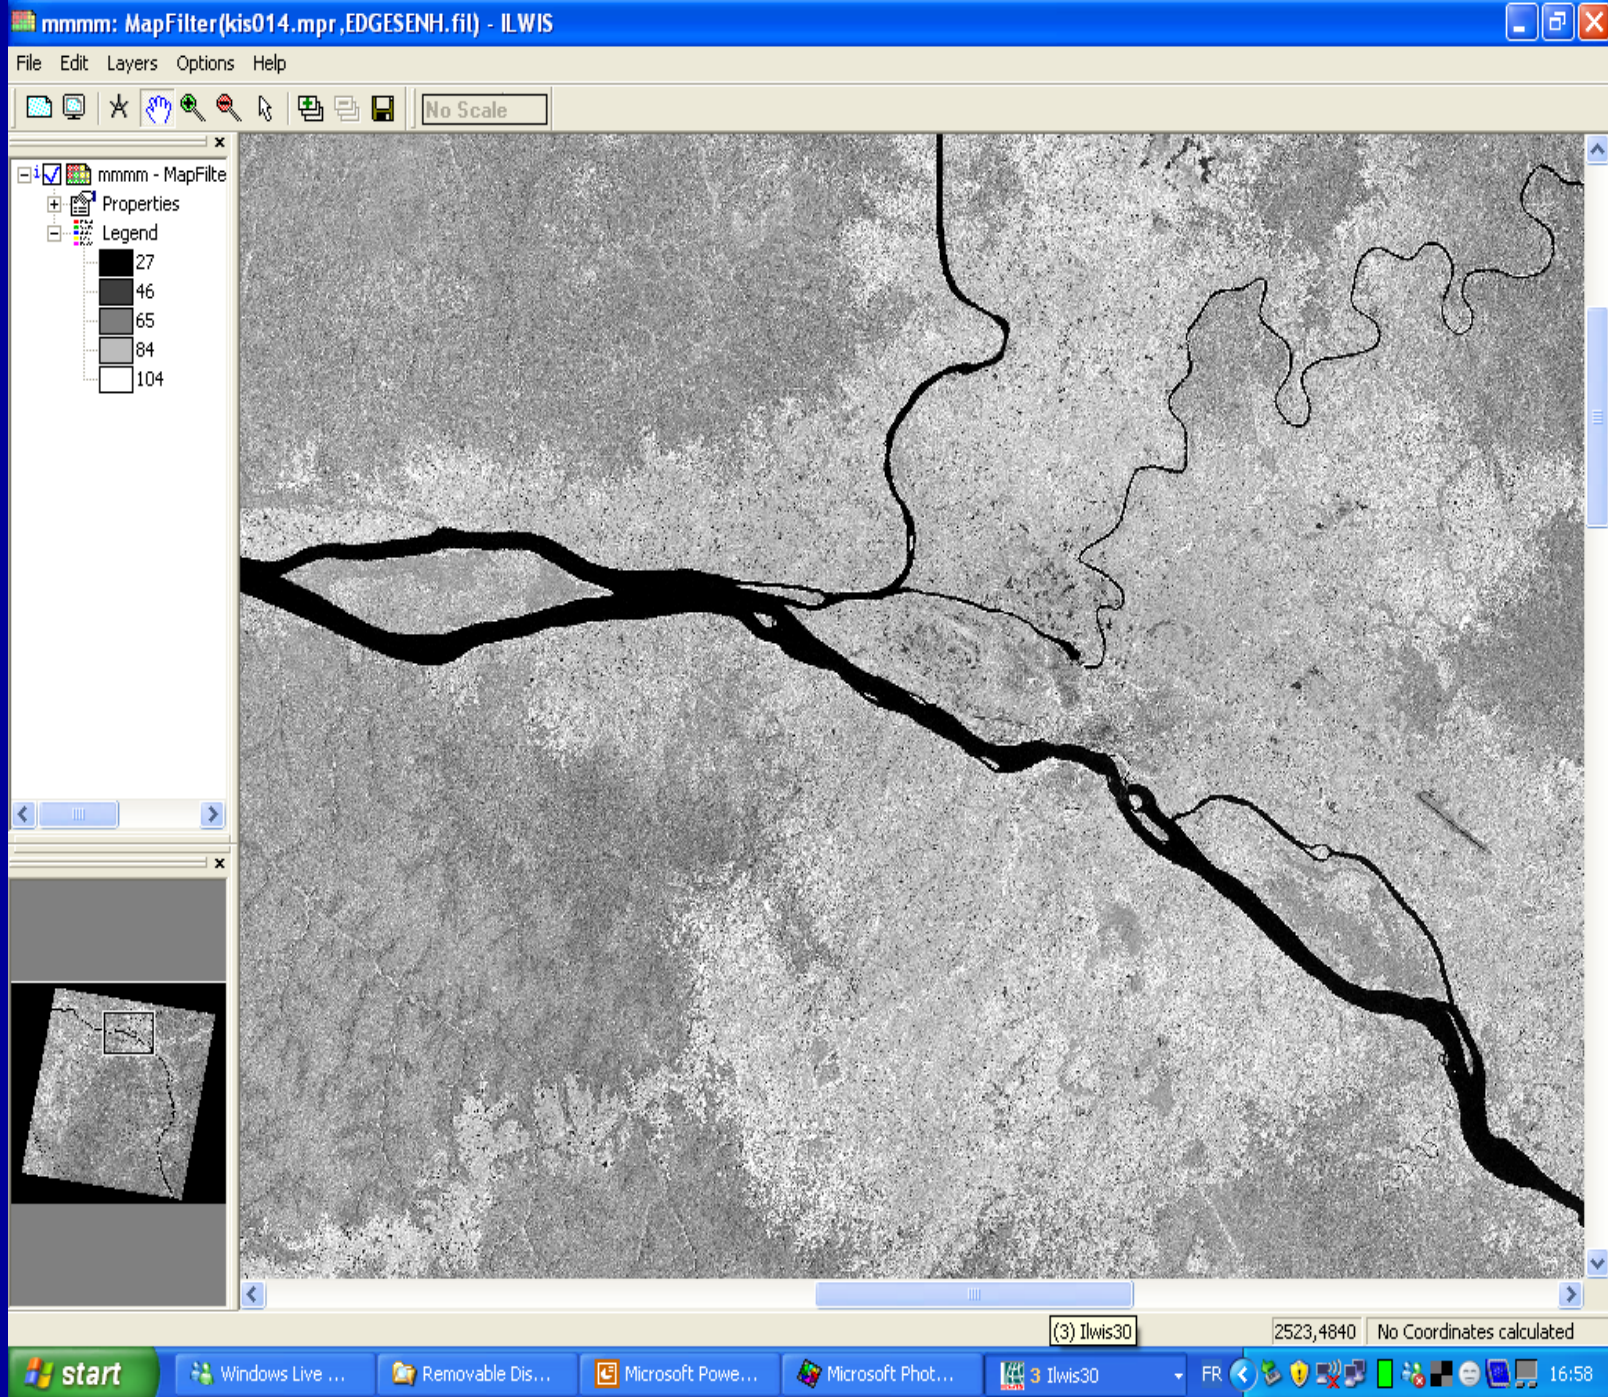 mmmm: MapFilter(kis014.mpr,EDGESENH.fil) - ILWIS
File Edit Layers Options Help
No Scale
mmmm - MapFilte
Properties
Legend
27
46
65
84
104
(3) Ilwis30
2523,4840 No Coordinates calculated
start Windows Live ... Removable Dis... Microsoft Powe... Microsoft Phot... 3 Ilwis30 FR 16:58